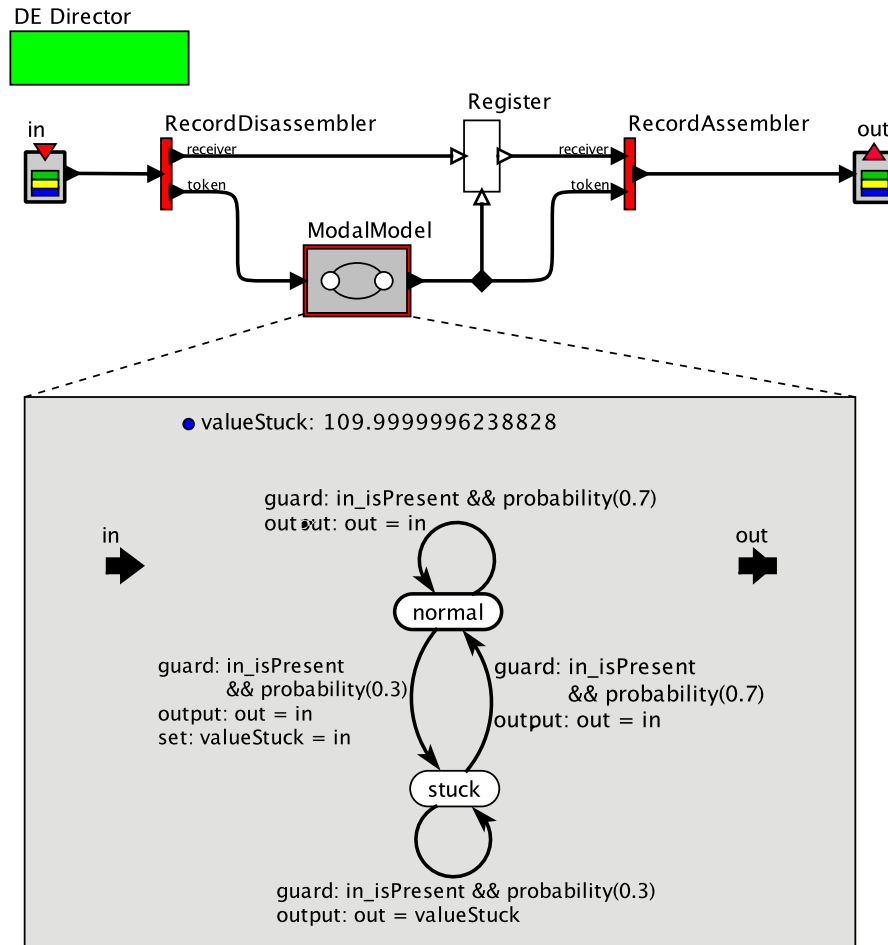 DE Director
in
RecordDisassembler
Register
RecordAssembler
out
receiver
receiver
token
token
ModalModel
valueStuck: 109.9999996238828
guard: in_isPresent && probability(0.7)
: out = in
in
out
normal
guard: in_isPresent
&& probability(0.3)
output: out = in
set: valueStuck = in
guard: in_isPresent
&& probability(0.7)
output: out = in
stuck
guard: in_isPresent && probability(0.3)
output: out = valueStuck